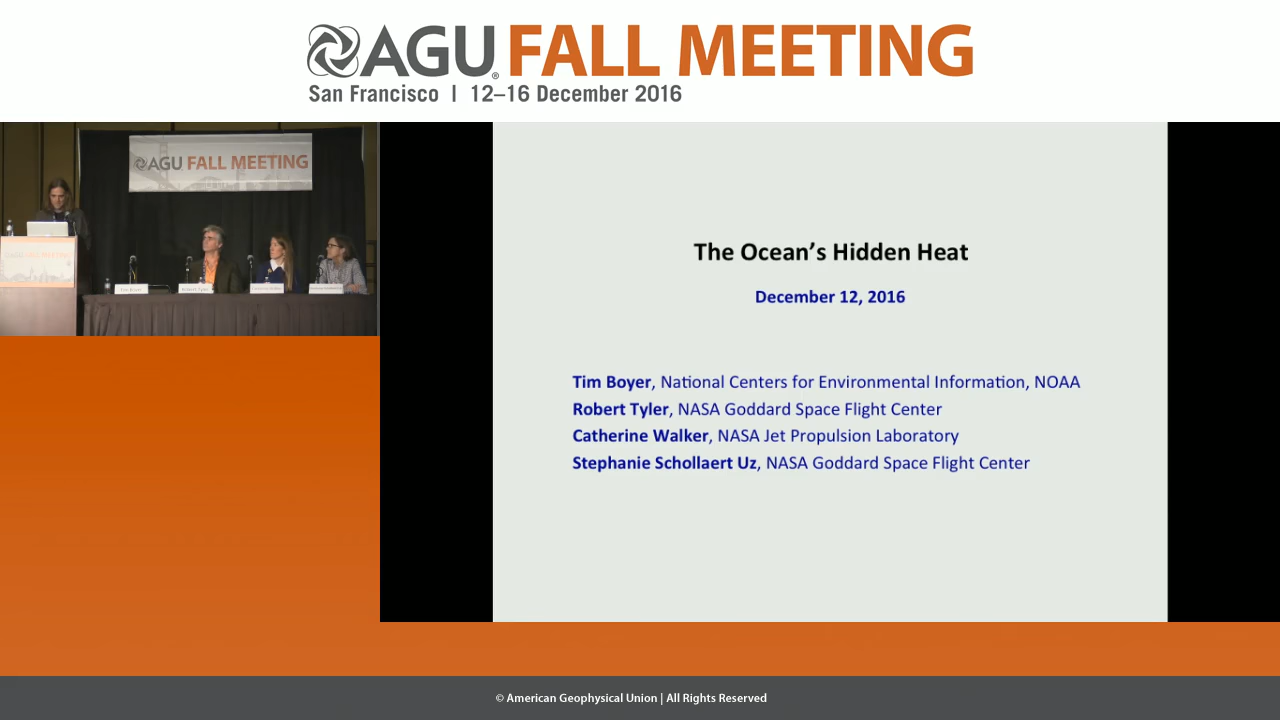 AGU® FALL MEETING
San Francisco | 12–16 December 2016
AGU FALL MEETING
The Ocean's Hidden Heat
December 12, 2016
Tim Boyer, National Centers for Environmental Information, NOAA
Robert Tyler, NASA Goddard Space Flight Center
Catherine Walker, NASA Jet Propulsion Laboratory
Stephanie Schollaert Uz, NASA Goddard Space Flight Center
© American Geophysical Union | All Rights Reserved